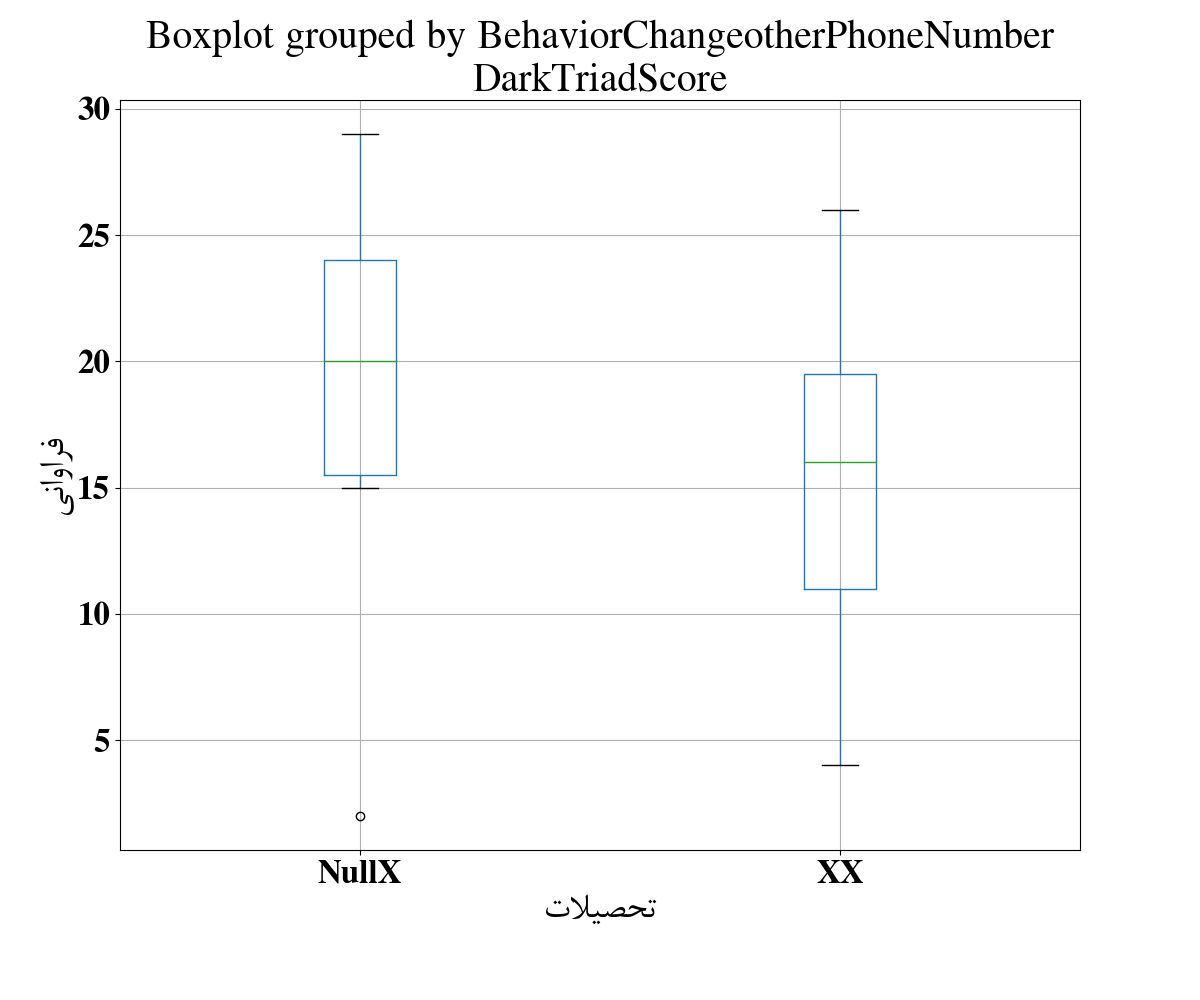 Boxplot grouped by BehaviorChangeotherPhoneNumber
DarkTriadScore
30
25
20
15
10
5
فراوانی
NullX XX
تحصیلات